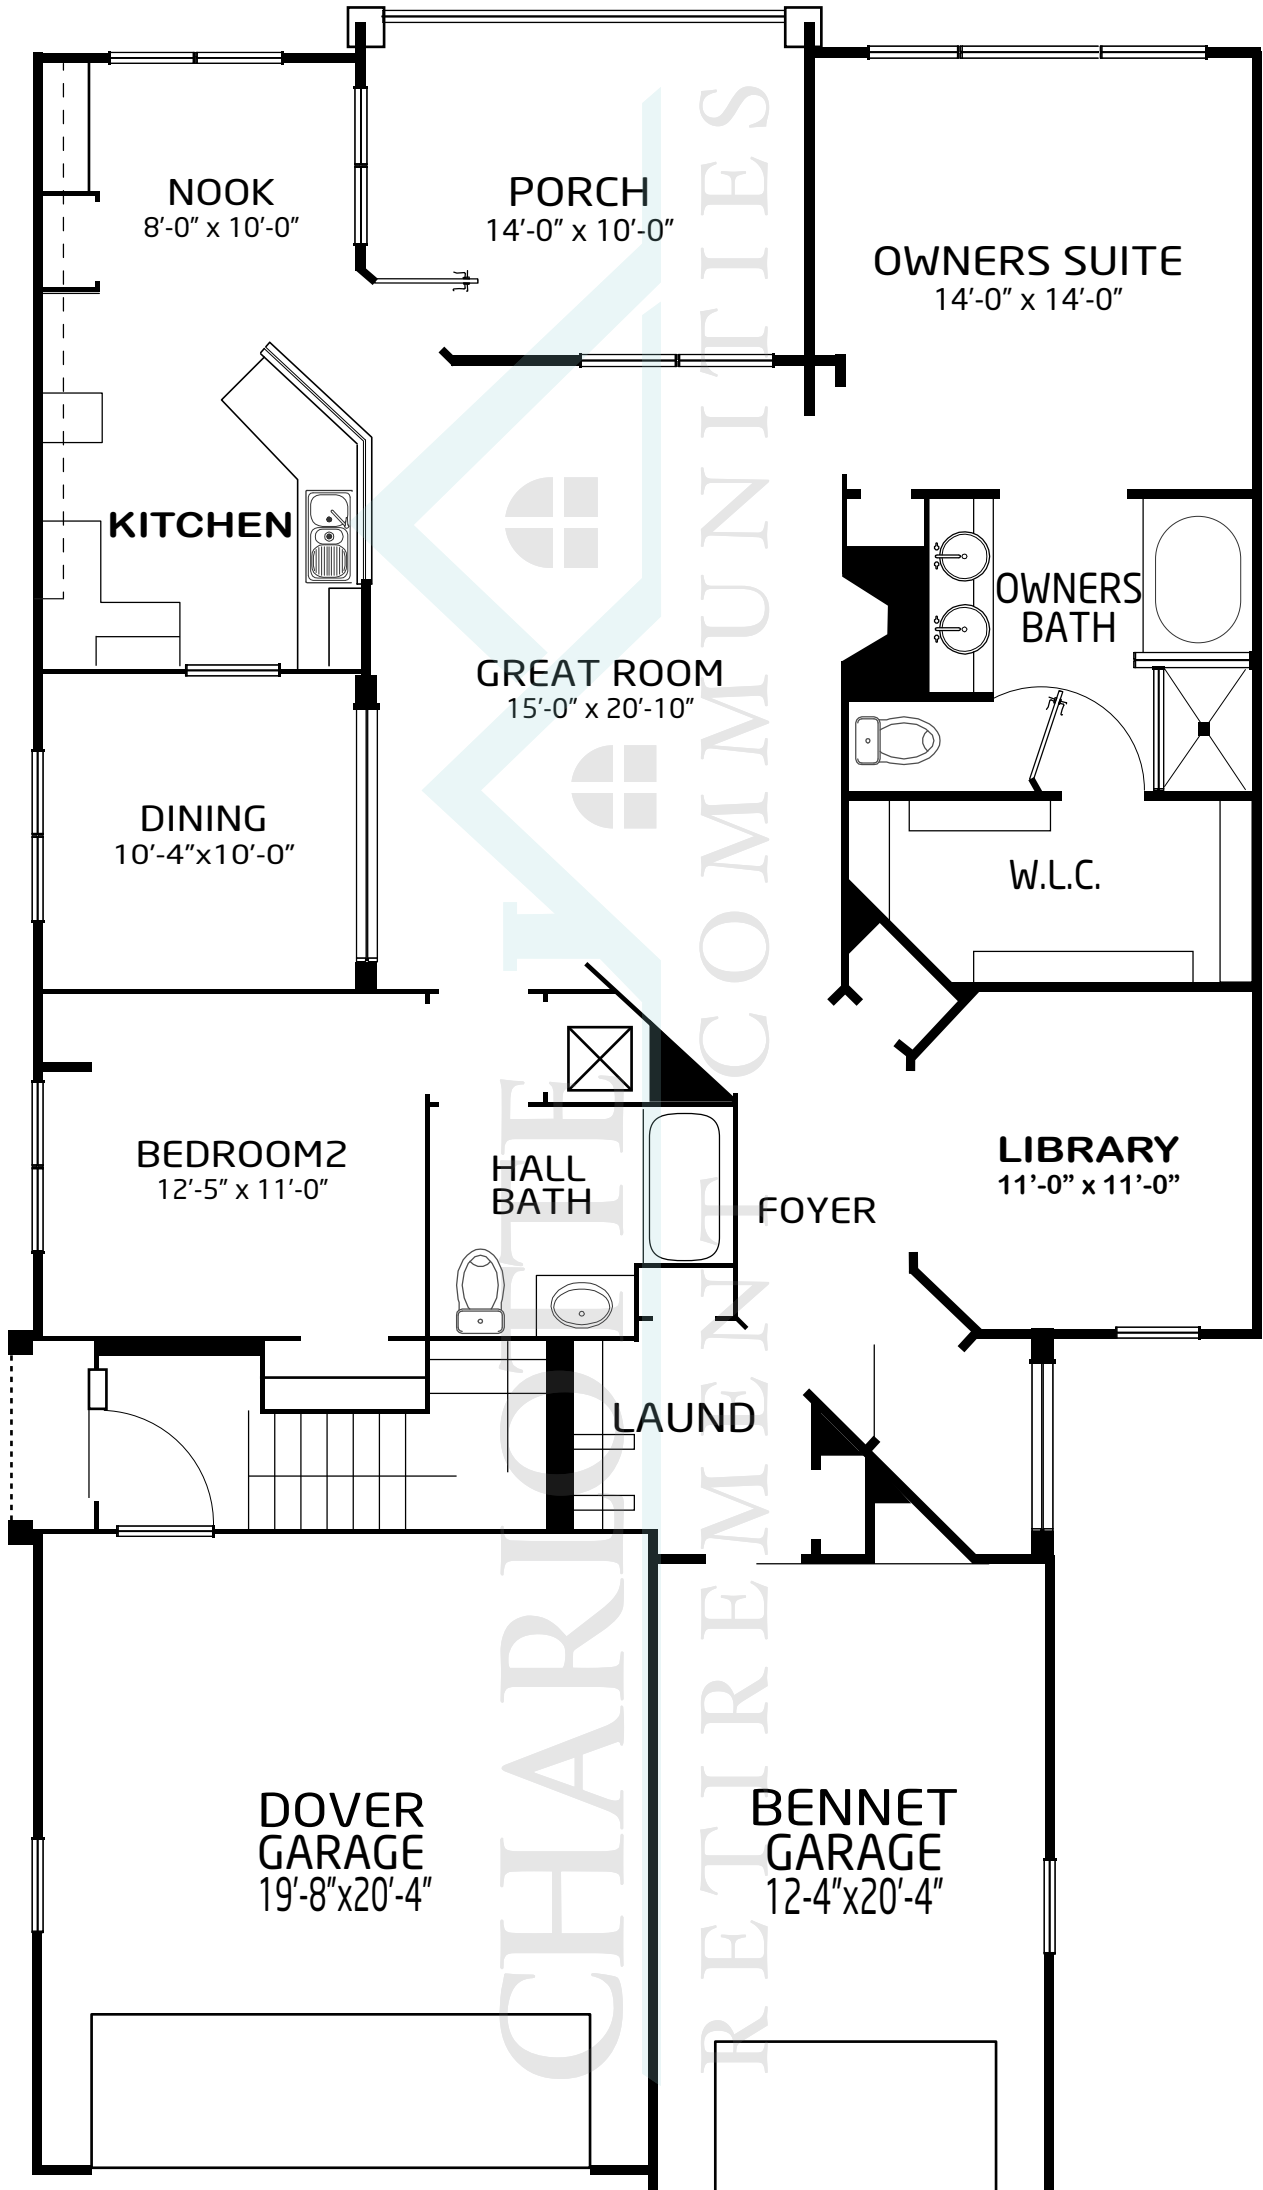 NOOK
8'-0" x 10'-0"
PORCH
14'-0" x 10'-0"
OWNERS SUITE
14'-0" x 14'-0"
KITCHEN
OWNERS
BATH
GREAT ROOM
15'-0" x 20'-10"
DINING
10'-4"x10'-0"
W.L.C.
BEDROOM2
12'-5" x 11'-0"
HALL
BATH
FOYER
LIBRARY
11'-0" x 11'-0"
LAUND
DOVER
GARAGE
19'-8"x20'-4"
BENNET
GARAGE
12-4"x20'-4"
CHARLOTTE
RETIREMENT COMMUNITIES